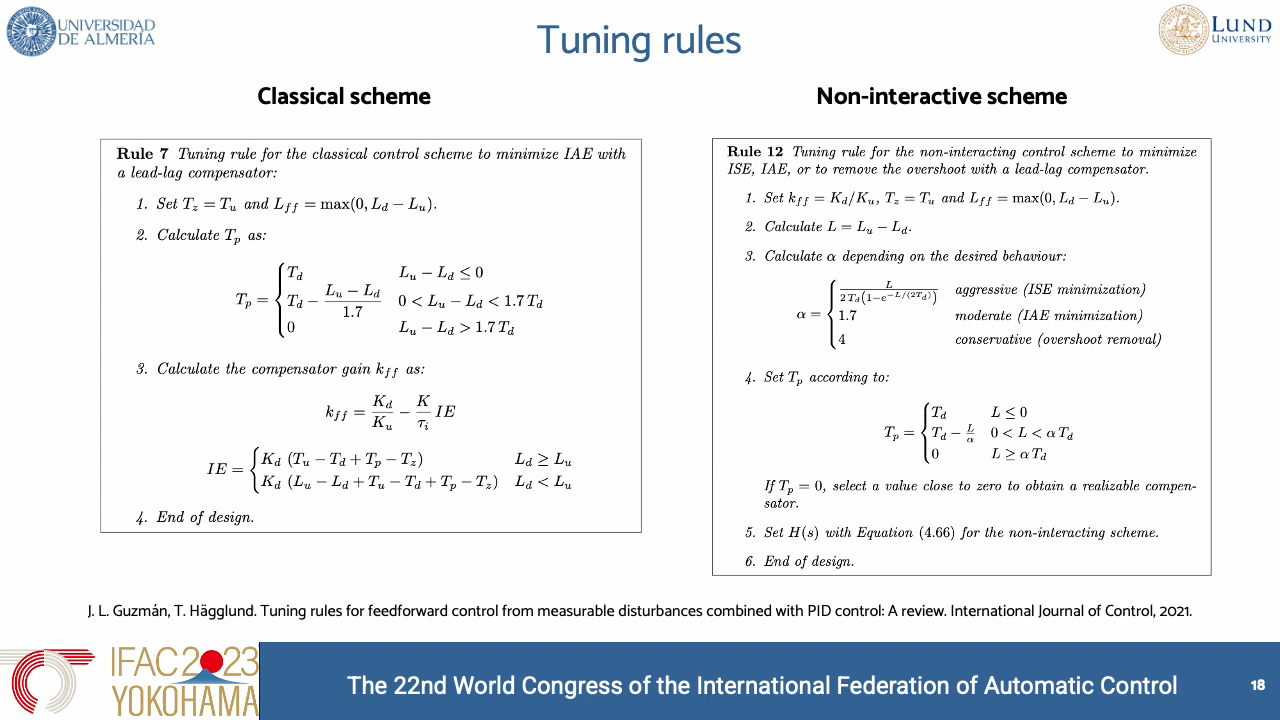 UNIVERSIDAD
DE ALMERÍA
Tuning rules
LUND
UNIVERSITY
Classical scheme
Rule 7 Tuning rule for the classical control scheme to minimize IAE with
a lead-lag compensator:
1. Set T_z = T_u and L_{ff} = max(0, L_d − L_u).
2. Calculate T_p as:
T_p = { T_d    L_u − L_d ≤ 0
T_d − (L_u − L_d)/1.7    0 < L_u − L_d < 1.7 T_d
0    L_u − L_d > 1.7 T_d
3. Calculate the compensator gain k_{ff} as:
k_{ff} = K_d/K_u − K/τ_i IE
IE = { K_d (T_u − T_d + T_p − T_z)    L_d ≥ L_u
K_d (L_u − L_d + T_u − T_d + T_p − T_z)    L_d < L_u
4. End of design.
Non-interactive scheme
Rule 12 Tuning rule for the non-interacting control scheme to minimize
ISE, IAE, or to remove the overshoot with a lead-lag compensator.
1. Set k_{ff} = K_d/K_u, T_z = T_u and L_{ff} = max(0, L_d − L_u).
2. Calculate L = L_u − L_d.
3. Calculate α depending on the desired behaviour:
α = { L/(2 T_d(1−e^{−L/(2T_d)}))    aggressive (ISE minimization)
1.7    moderate (IAE minimization)
4    conservative (overshoot removal)
4. Set T_p according to:
T_p = { T_d    L ≤ 0
T_d − L/α    0 < L < α T_d
0    L ≥ α T_d
If T_p = 0, select a value close to zero to obtain a realizable compen-
sator.
5. Set H(s) with Equation (4.66) for the non-interacting scheme.
6. End of design.
J. L. Guzmán, T. Hägglund. Tuning rules for feedforward control from measurable disturbances combined with PID control: A review. International Journal of Control, 2021.
IFAC 2023
YOKOHAMA
The 22nd World Congress of the International Federation of Automatic Control
18